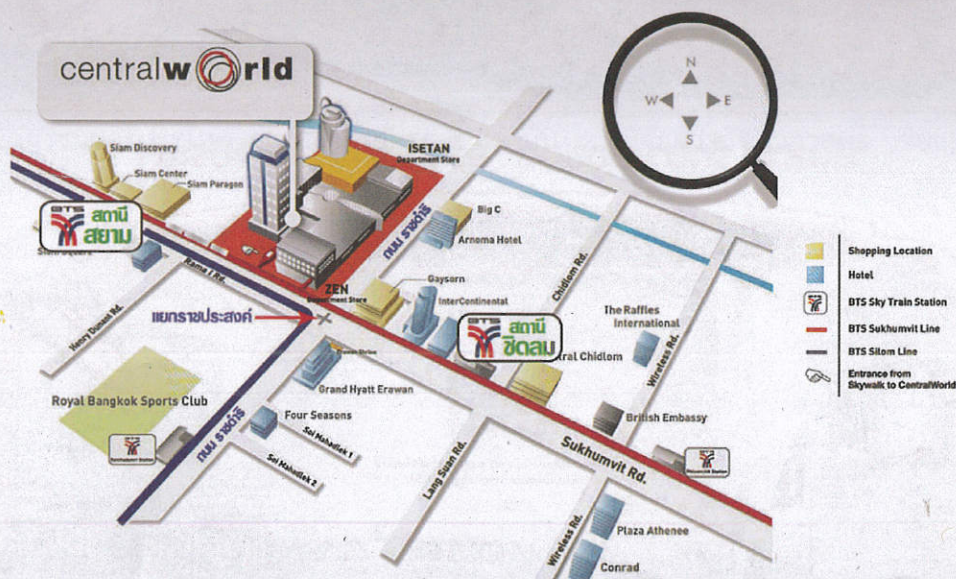 centralworld
N
W E
S
Siam Discovery
Siam Center
Siam Paragon
ISETAN
Department Store
BTS
สถานี
สยาม
Rama I Rd.
Henry Dunant Rd.
ถนน ราชดำริ
Big C
Arnoma Hotel
ZEN
Department Store
แยกราชประสงค์
Gaysorn
InterContinental
Chidlom Rd.
BTS
สถานี
ชิดลม
The Raffles
International
Wireless Rd.
Erawan Shrine
Grand Hyatt Erawan
Royal Bangkok Sports Club
Four Seasons
ถนน ราชดำริ
Soi Mahadlek 1
Soi Mahadlek 2
Lang Suan Rd.
tral Chidlom
British Embassy
Sukhumvit Rd.
Wireless Rd.
Plaza Athenee
Conrad
Shopping Location
Hotel
BTS Sky Train Station
BTS Sukhumvit Line
BTS Silom Line
Entrance from
Skywalk to CentralWorld